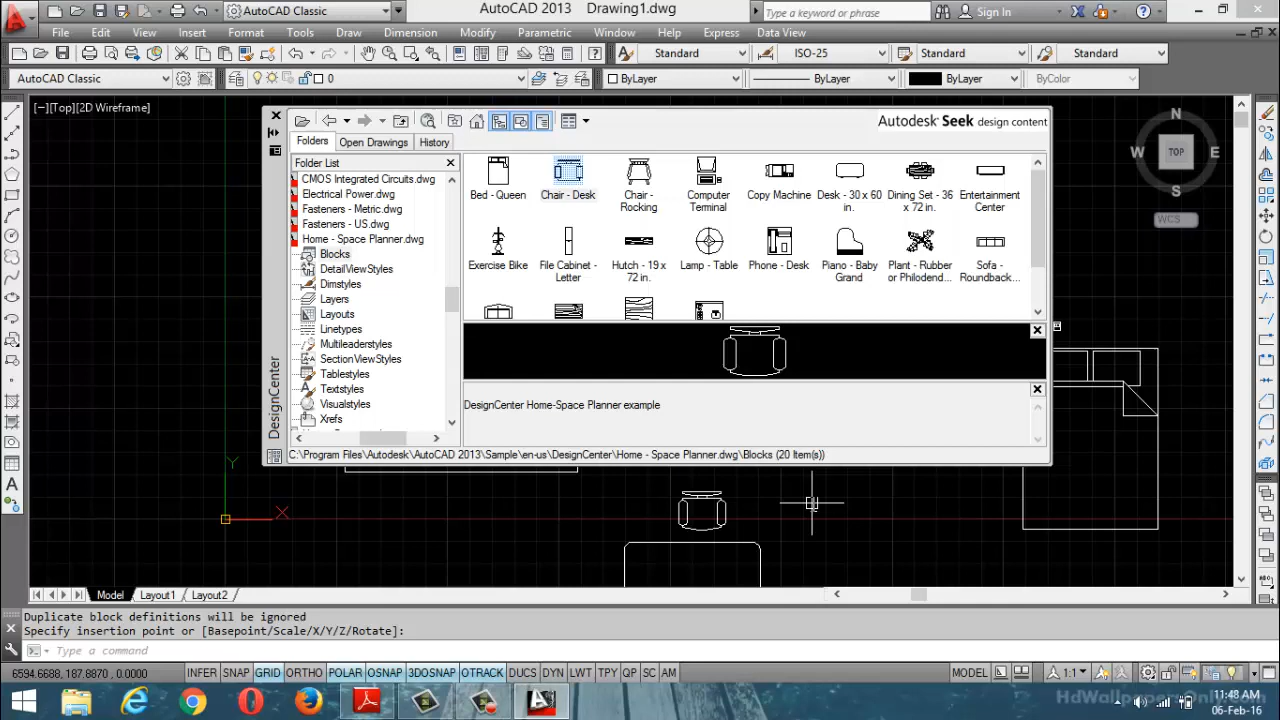 AutoCAD Classic
AutoCAD 2013 Drawing1.dwg
Type a keyword or phrase
Sign In
File Edit View Insert Format Tools Draw Dimension Modify Parametric Window Help Express Data View
Standard ISO-25 Standard Standard
AutoCAD Classic 0 ByLayer ByLayer ByLayer ByColor
[−][Top][2D Wireframe]
N
W TOP E
S
WCS
Autodesk Seek design content
Folders Open Drawings History
Folder List
CMOS Integrated Circuits.dwg
Electrical Power.dwg
Fasteners - Metric.dwg
Fasteners - US.dwg
Home - Space Planner.dwg
Blocks
DetailViewStyles
Dimstyles
Layers
Layouts
Linetypes
Multileaderstyles
SectionViewStyles
Tablestyles
Textstyles
Visualstyles
Xrefs
Bed - Queen
Chair - Desk
Chair - Rocking
Computer Terminal
Copy Machine
Desk - 30 x 60 in.
Dining Set - 36 x 72 in.
Entertainment Center
Exercise Bike
File Cabinet - Letter
Hutch - 19 x 72 in.
Lamp - Table
Phone - Desk
Piano - Baby Grand
Plant - Rubber or Philodend...
Sofa - Roundback...
DesignCenter Home-Space Planner example
DesignCenter
C:\Program Files\Autodesk\AutoCAD 2013\Sample\en-us\DesignCenter\Home - Space Planner.dwg\Blocks (20 Item(s))
Y
X
Model Layout1 Layout2
Duplicate block definitions will be ignored
Specify insertion point or [Basepoint/Scale/X/Y/Z/Rotate]:
Type a command
6594.6688, 187.8870, 0.0000 INFER SNAP GRID ORTHO POLAR OSNAP 3DOSNAP OTRACK DUCS DYN LWT TPY QP SC AM MODEL 1:1
HdWallpapersOnly.com
11:48 AM
06-Feb-16